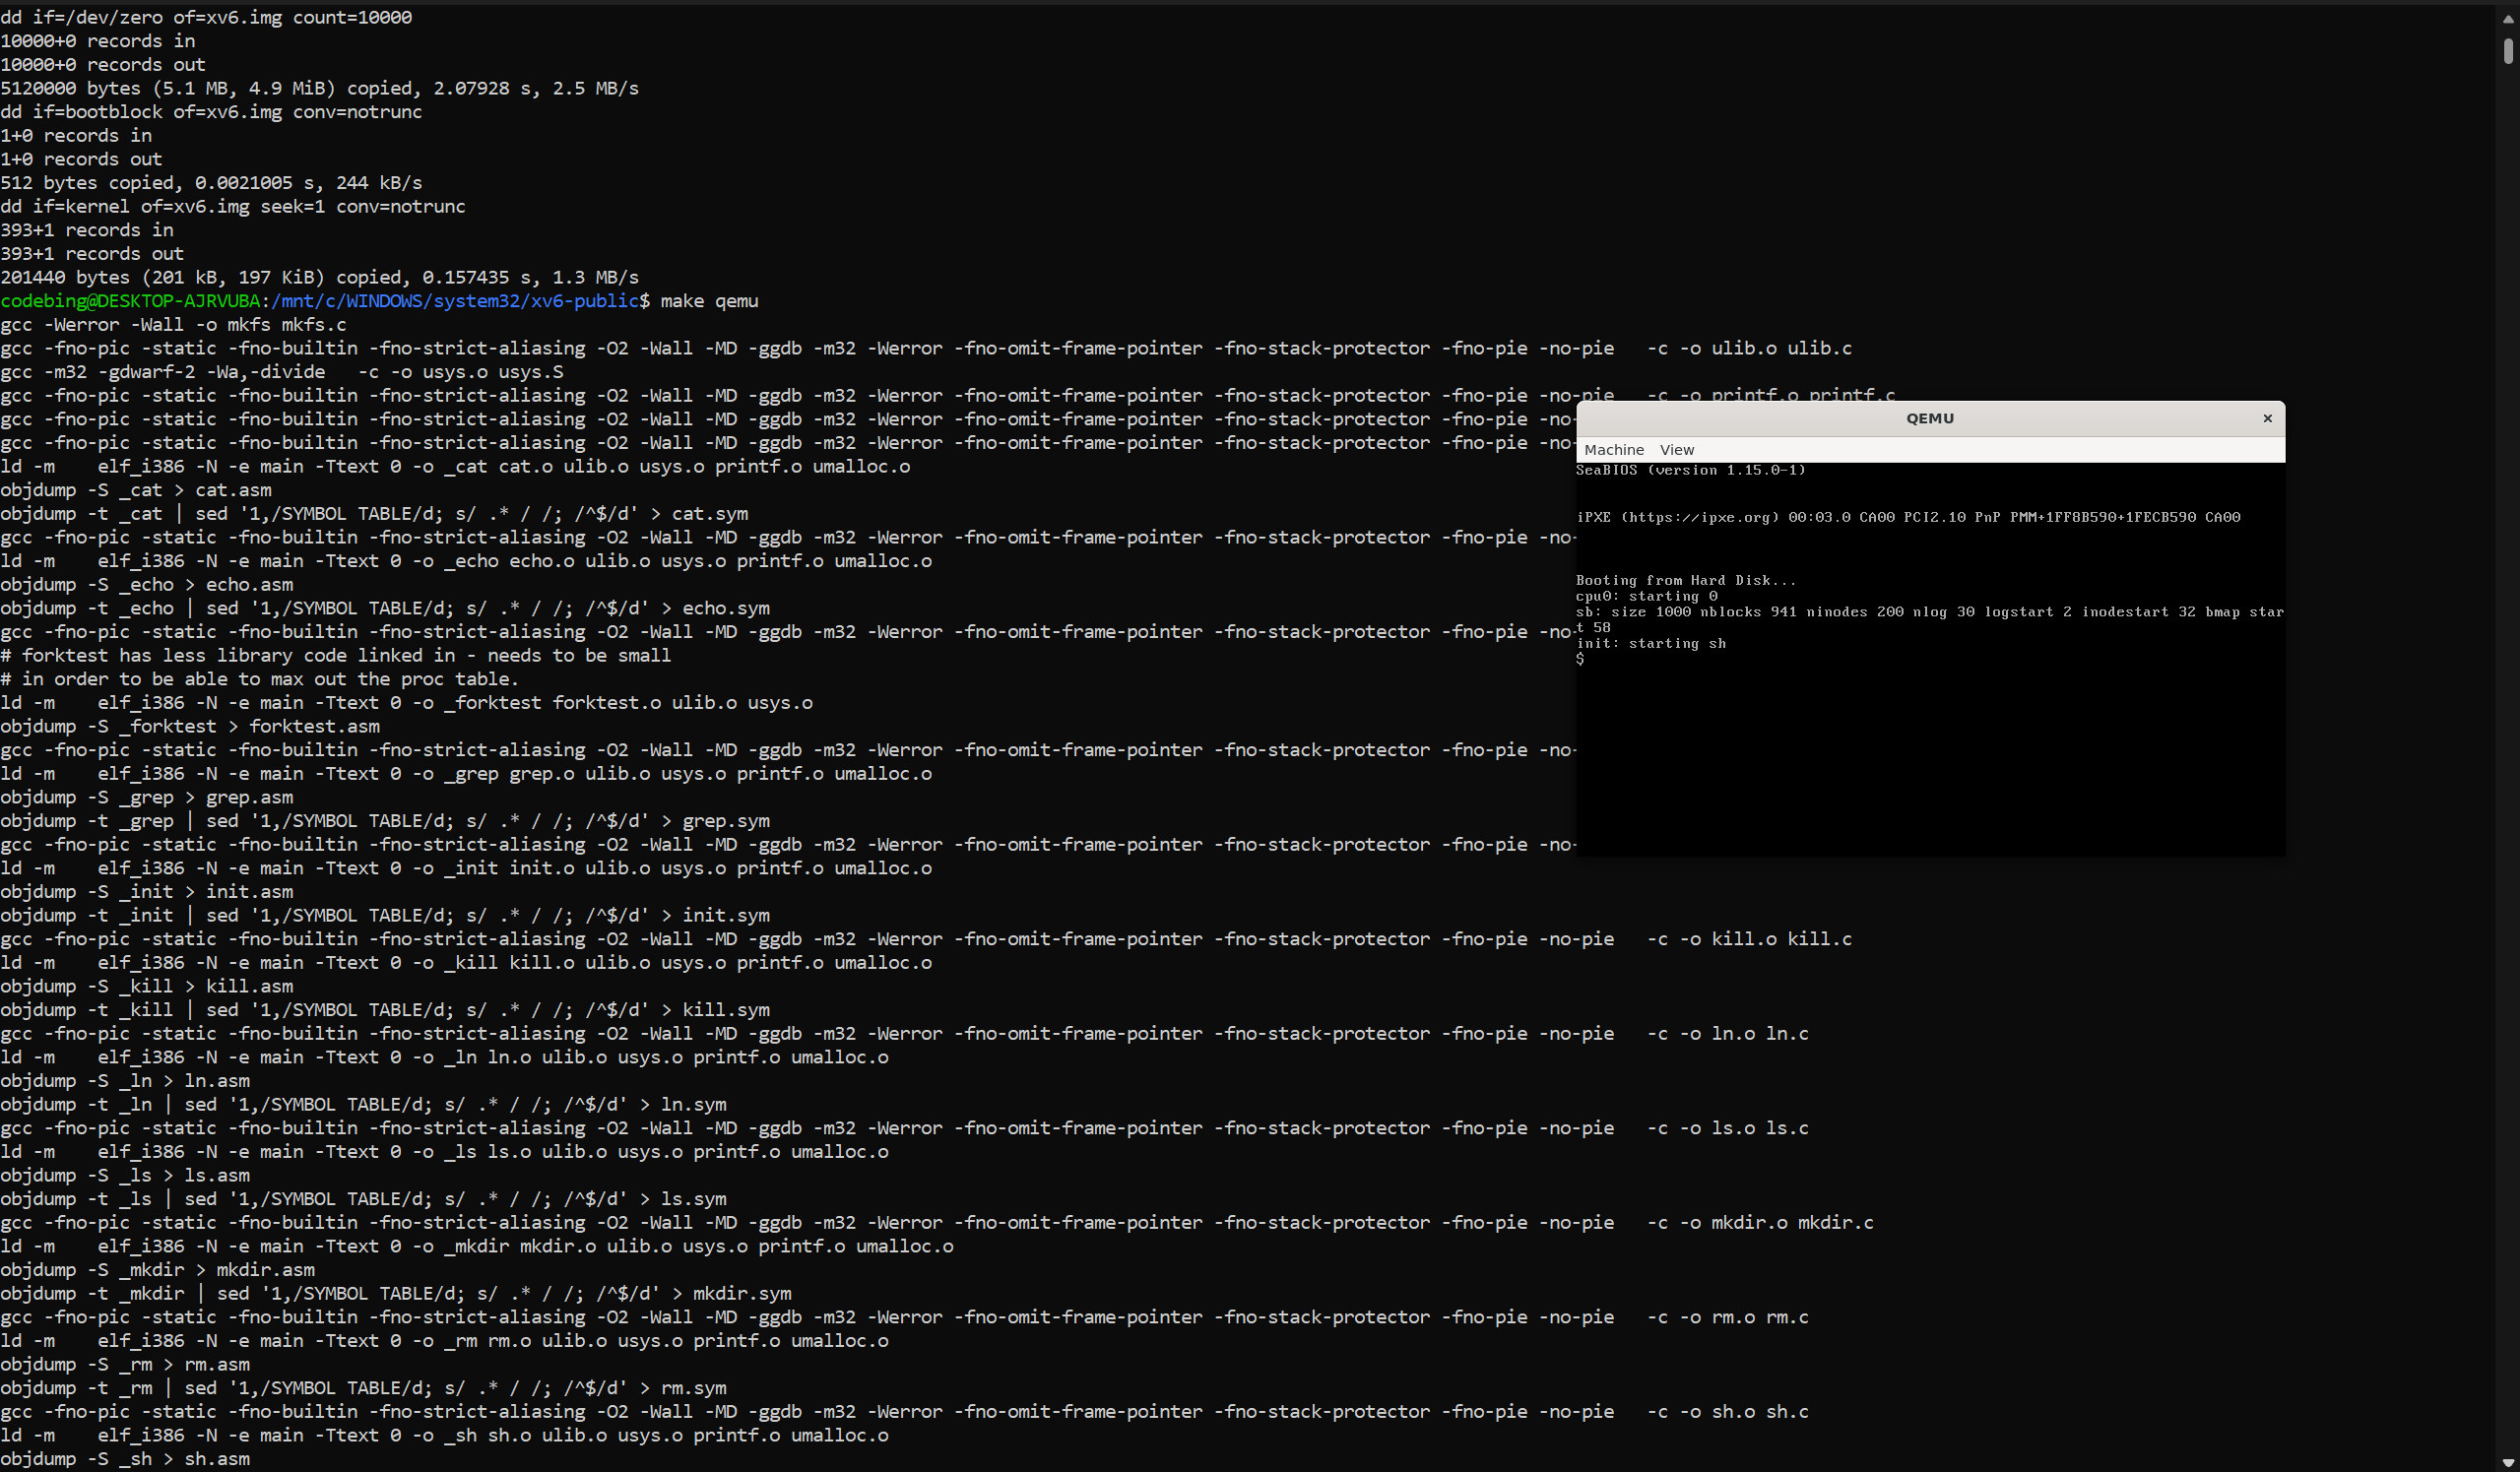 dd if=/dev/zero of=xv6.img count=10000
10000+0 records in
10000+0 records out
5120000 bytes (5.1 MB, 4.9 MiB) copied, 2.07928 s, 2.5 MB/s
dd if=bootblock of=xv6.img conv=notrunc
1+0 records in
1+0 records out
512 bytes copied, 0.0021005 s, 244 kB/s
dd if=kernel of=xv6.img seek=1 conv=notrunc
393+1 records in
393+1 records out
201440 bytes (201 kB, 197 KiB) copied, 0.157435 s, 1.3 MB/s
codebing@DESKTOP-AJRVUBA:/mnt/c/WINDOWS/system32/xv6-public$ make qemu
gcc -Werror -Wall -o mkfs mkfs.c
gcc -fno-pic -static -fno-builtin -fno-strict-aliasing -O2 -Wall -MD -ggdb -m32 -Werror -fno-omit-frame-pointer -fno-stack-protector -fno-pie -no-pie   -c -o ulib.o ulib.c
gcc -m32 -gdwarf-2 -Wa,-divide   -c -o usys.o usys.S
gcc -fno-pic -static -fno-builtin -fno-strict-aliasing -O2 -Wall -MD -ggdb -m32 -Werror -fno-omit-frame-pointer -fno-stack-protector -fno-pie -no-pie   -c -o printf.o printf.c
gcc -fno-pic -static -fno-builtin -fno-strict-aliasing -O2 -Wall -MD -ggdb -m32 -Werror -fno-omit-frame-pointer -fno-stack-protector -fno-pie -no-
gcc -fno-pic -static -fno-builtin -fno-strict-aliasing -O2 -Wall -MD -ggdb -m32 -Werror -fno-omit-frame-pointer -fno-stack-protector -fno-pie -no-
ld -m    elf_i386 -N -e main -Ttext 0 -o _cat cat.o ulib.o usys.o printf.o umalloc.o
objdump -S _cat > cat.asm
objdump -t _cat | sed '1,/SYMBOL TABLE/d; s/ .* / /; /^$/d' > cat.sym
gcc -fno-pic -static -fno-builtin -fno-strict-aliasing -O2 -Wall -MD -ggdb -m32 -Werror -fno-omit-frame-pointer -fno-stack-protector -fno-pie -no-
ld -m    elf_i386 -N -e main -Ttext 0 -o _echo echo.o ulib.o usys.o printf.o umalloc.o
objdump -S _echo > echo.asm
objdump -t _echo | sed '1,/SYMBOL TABLE/d; s/ .* / /; /^$/d' > echo.sym
gcc -fno-pic -static -fno-builtin -fno-strict-aliasing -O2 -Wall -MD -ggdb -m32 -Werror -fno-omit-frame-pointer -fno-stack-protector -fno-pie -no-
# forktest has less library code linked in - needs to be small
# in order to be able to max out the proc table.
ld -m    elf_i386 -N -e main -Ttext 0 -o _forktest forktest.o ulib.o usys.o
objdump -S _forktest > forktest.asm
gcc -fno-pic -static -fno-builtin -fno-strict-aliasing -O2 -Wall -MD -ggdb -m32 -Werror -fno-omit-frame-pointer -fno-stack-protector -fno-pie -no-
ld -m    elf_i386 -N -e main -Ttext 0 -o _grep grep.o ulib.o usys.o printf.o umalloc.o
objdump -S _grep > grep.asm
objdump -t _grep | sed '1,/SYMBOL TABLE/d; s/ .* / /; /^$/d' > grep.sym
gcc -fno-pic -static -fno-builtin -fno-strict-aliasing -O2 -Wall -MD -ggdb -m32 -Werror -fno-omit-frame-pointer -fno-stack-protector -fno-pie -no-
ld -m    elf_i386 -N -e main -Ttext 0 -o _init init.o ulib.o usys.o printf.o umalloc.o
objdump -S _init > init.asm
objdump -t _init | sed '1,/SYMBOL TABLE/d; s/ .* / /; /^$/d' > init.sym
gcc -fno-pic -static -fno-builtin -fno-strict-aliasing -O2 -Wall -MD -ggdb -m32 -Werror -fno-omit-frame-pointer -fno-stack-protector -fno-pie -no-pie   -c -o kill.o kill.c
ld -m    elf_i386 -N -e main -Ttext 0 -o _kill kill.o ulib.o usys.o printf.o umalloc.o
objdump -S _kill > kill.asm
objdump -t _kill | sed '1,/SYMBOL TABLE/d; s/ .* / /; /^$/d' > kill.sym
gcc -fno-pic -static -fno-builtin -fno-strict-aliasing -O2 -Wall -MD -ggdb -m32 -Werror -fno-omit-frame-pointer -fno-stack-protector -fno-pie -no-pie   -c -o ln.o ln.c
ld -m    elf_i386 -N -e main -Ttext 0 -o _ln ln.o ulib.o usys.o printf.o umalloc.o
objdump -S _ln > ln.asm
objdump -t _ln | sed '1,/SYMBOL TABLE/d; s/ .* / /; /^$/d' > ln.sym
gcc -fno-pic -static -fno-builtin -fno-strict-aliasing -O2 -Wall -MD -ggdb -m32 -Werror -fno-omit-frame-pointer -fno-stack-protector -fno-pie -no-pie   -c -o ls.o ls.c
ld -m    elf_i386 -N -e main -Ttext 0 -o _ls ls.o ulib.o usys.o printf.o umalloc.o
objdump -S _ls > ls.asm
objdump -t _ls | sed '1,/SYMBOL TABLE/d; s/ .* / /; /^$/d' > ls.sym
gcc -fno-pic -static -fno-builtin -fno-strict-aliasing -O2 -Wall -MD -ggdb -m32 -Werror -fno-omit-frame-pointer -fno-stack-protector -fno-pie -no-pie   -c -o mkdir.o mkdir.c
ld -m    elf_i386 -N -e main -Ttext 0 -o _mkdir mkdir.o ulib.o usys.o printf.o umalloc.o
objdump -S _mkdir > mkdir.asm
objdump -t _mkdir | sed '1,/SYMBOL TABLE/d; s/ .* / /; /^$/d' > mkdir.sym
gcc -fno-pic -static -fno-builtin -fno-strict-aliasing -O2 -Wall -MD -ggdb -m32 -Werror -fno-omit-frame-pointer -fno-stack-protector -fno-pie -no-pie   -c -o rm.o rm.c
ld -m    elf_i386 -N -e main -Ttext 0 -o _rm rm.o ulib.o usys.o printf.o umalloc.o
objdump -S _rm > rm.asm
objdump -t _rm | sed '1,/SYMBOL TABLE/d; s/ .* / /; /^$/d' > rm.sym
gcc -fno-pic -static -fno-builtin -fno-strict-aliasing -O2 -Wall -MD -ggdb -m32 -Werror -fno-omit-frame-pointer -fno-stack-protector -fno-pie -no-pie   -c -o sh.o sh.c
ld -m    elf_i386 -N -e main -Ttext 0 -o _sh sh.o ulib.o usys.o printf.o umalloc.o
objdump -S _sh > sh.asm
QEMU
Machine View
SeaBIOS (version 1.15.0-1)
iPXE (https://ipxe.org) 00:03.0 CA00 PCI2.10 PnP PMM+1FF8B590+1FECB590 CA00
Booting from Hard Disk...
cpu0: starting 0
sb: size 1000 nblocks 941 ninodes 200 nlog 30 logstart 2 inodestart 32 bmap star
t 58
init: starting sh
$